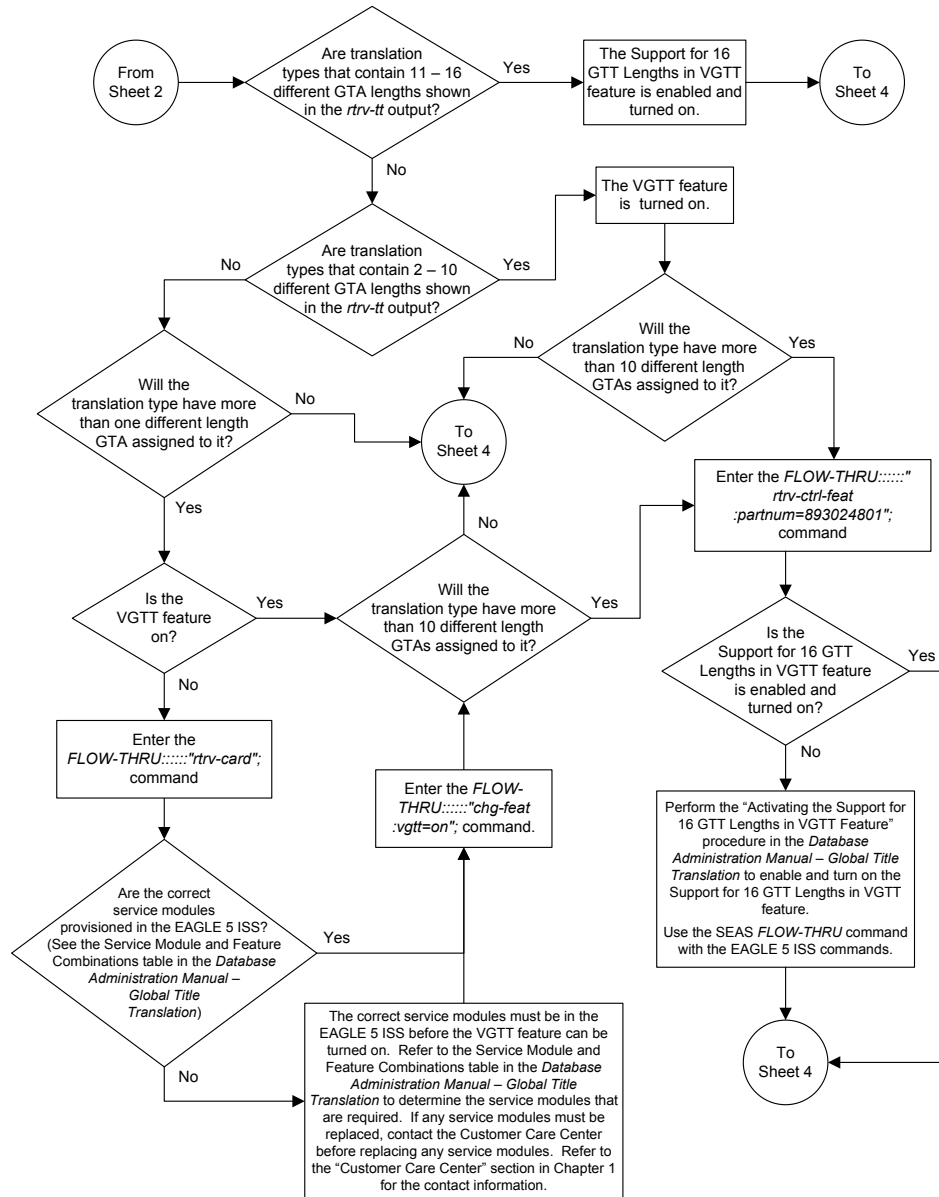 From
Sheet 2
Are translation
types that contain 11 – 16
different GTA lengths shown
in the rtrv-tt output?
Yes
The Support for 16
GTT Lengths in VGTT
feature is enabled and
turned on.
To
Sheet 4
No
The VGTT feature
is turned on.
Are translation
types that contain 2 – 10
different GTA lengths shown
in the rtrv-tt output?
No
Yes
Will the
translation type have more
than 10 different length
GTAs assigned to it?
No
Yes
Will the
translation type have more
than one different length
GTA assigned to it?
No
Yes
To
Sheet 4
Enter the FLOW-THRU::::::"
rtrv-ctrl-feat
:partnum=893024801";
command
No
Is the
VGTT feature
on?
Yes
No
Will the
translation type have more
than 10 different length
GTAs assigned to it?
Yes
Is the
Support for 16 GTT
Lengths in VGTT feature
is enabled and
turned on?
Yes
No
Enter the
FLOW-THRU::::::"rtrv-card";
command
Enter the FLOW-
THRU::::::"chg-feat
:vgtt=on"; command.
Perform the “Activating the Support for
16 GTT Lengths in VGTT Feature”
procedure in the Database
Administration Manual – Global Title
Translation to enable and turn on the
Support for 16 GTT Lengths in VGTT
feature.
Use the SEAS FLOW-THRU command
with the EAGLE 5 ISS commands.
Are the correct
service modules
provisioned in the EAGLE 5 ISS?
(See the Service Module and Feature
Combinations table in the Database
Administration Manual –
Global Title
Translation)
Yes
No
The correct service modules must be in the
EAGLE 5 ISS before the VGTT feature can be
turned on. Refer to the Service Module and
Feature Combinations table in the Database
Administration Manual – Global Title
Translation to determine the service modules that
are required. If any service modules must be
replaced, contact the Customer Care Center
before replacing any service modules. Refer to
the “Customer Care Center” section in Chapter 1
for the contact information.
To
Sheet 4